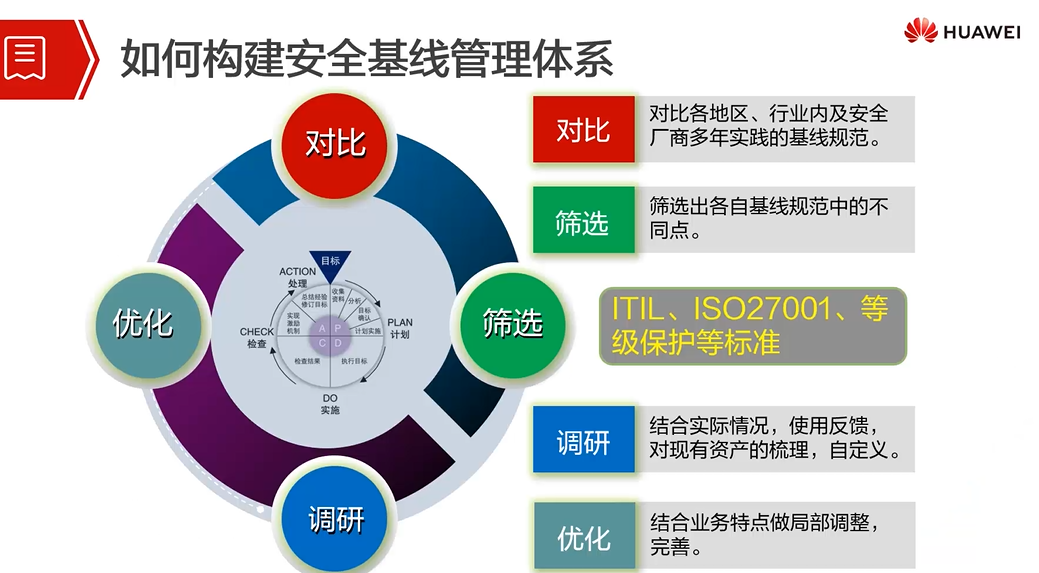 HUAWEI
如何构建安全基线管理体系
对比
对比
对比各地区、行业内及安全
厂商多年实践的基线规范。
筛选
筛选出各自基线规范中的不
同点。
目标
ACTION
处理
总结经验
修订目标
收集
资料
分析
目标
确认
实现
激励
机制
计划实施
A
P
C
D
PLAN
计划
CHECK
检查
检查结果
执行目标
DO
实施
优化
筛选
ITIL、ISO27001、等
级保护等标准
调研
结合实际情况，使用反馈，
对现有资产的梳理，自定义。
调研
优化
结合业务特点做局部调整，
完善。